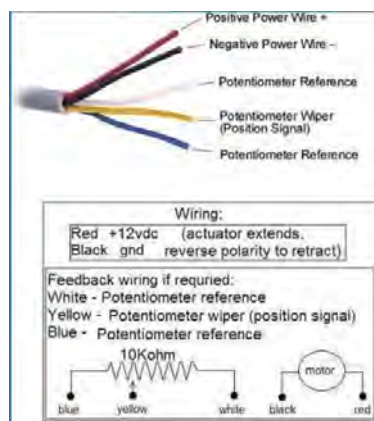 Positive Power Wire +
Negative Power Wire -
Potentiometer Reference
Potentiometer Wiper
(Position Signal)
Potentiometer Reference
Wiring:
Red +12vdc (actuator extends,
Black gnd reverse polarity to retract)
Feedback wiring if requried:
White - Potentiometer reference
Yellow - Potentiometer wiper (position signal)
Blue - Potentiometer reference
10Kohm
motor
blue yellow white black red